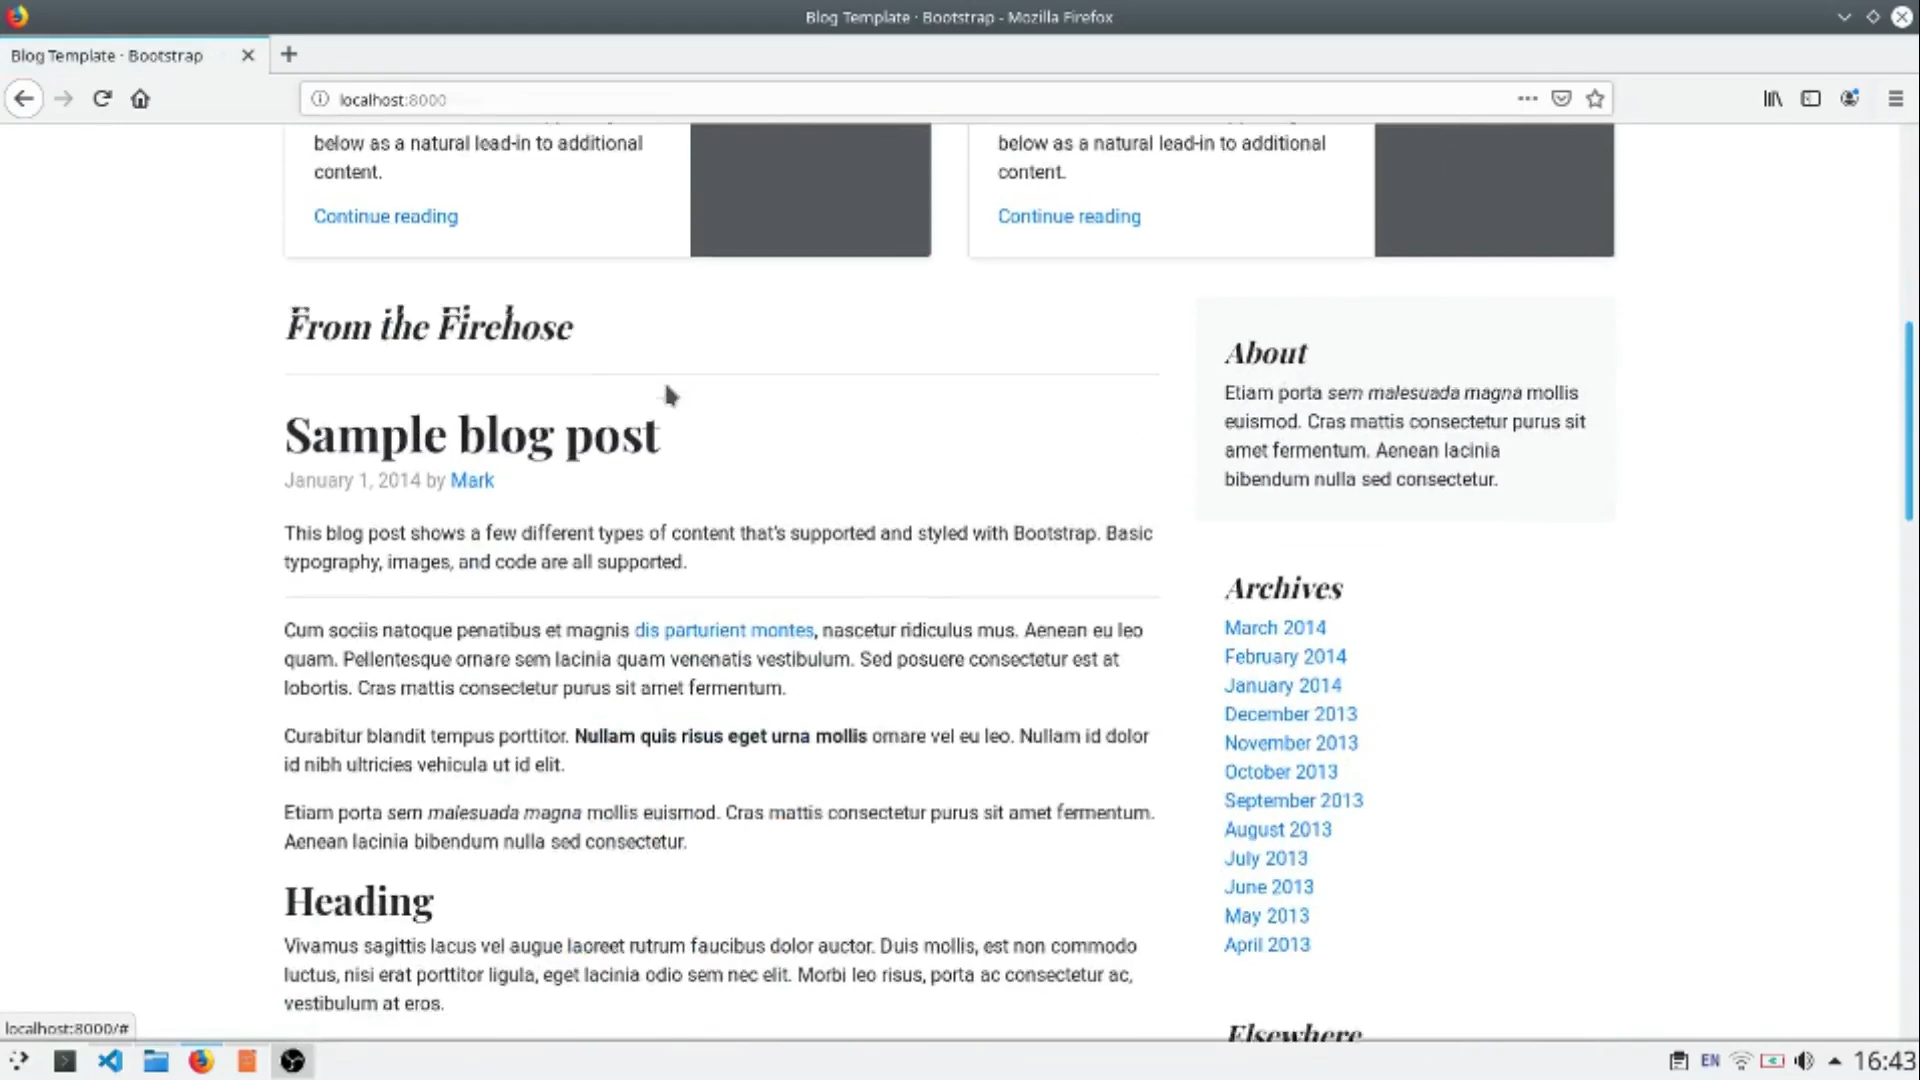 Blog Template · Bootstrap - Mozilla Firefox
Blog Template · Bootstrap
localhost:8000
below as a natural lead-in to additional
content.
Continue reading
below as a natural lead-in to additional
content.
Continue reading
From the Firehose
Sample blog post
January 1, 2014 by Mark
This blog post shows a few different types of content that's supported and styled with Bootstrap. Basic
typography, images, and code are all supported.
Cum sociis natoque penatibus et magnis dis parturient montes, nascetur ridiculus mus. Aenean eu leo
quam. Pellentesque ornare sem lacinia quam venenatis vestibulum. Sed posuere consectetur est at
lobortis. Cras mattis consectetur purus sit amet fermentum.
Curabitur blandit tempus porttitor. Nullam quis risus eget urna mollis ornare vel eu leo. Nullam id dolor
id nibh ultricies vehicula ut id elit.
Etiam porta sem malesuada magna mollis euismod. Cras mattis consectetur purus sit amet fermentum.
Aenean lacinia bibendum nulla sed consectetur.
Heading
Vivamus sagittis lacus vel augue laoreet rutrum faucibus dolor auctor. Duis mollis, est non commodo
luctus, nisi erat porttitor ligula, eget lacinia odio sem nec elit. Morbi leo risus, porta ac consectetur ac,
vestibulum at eros.
About
Etiam porta sem malesuada magna mollis
euismod. Cras mattis consectetur purus sit
amet fermentum. Aenean lacinia
bibendum nulla sed consectetur.
Archives
March 2014
February 2014
January 2014
December 2013
November 2013
October 2013
September 2013
August 2013
July 2013
June 2013
May 2013
April 2013
Elsewhere
localhost:8000/#
EN
16:43